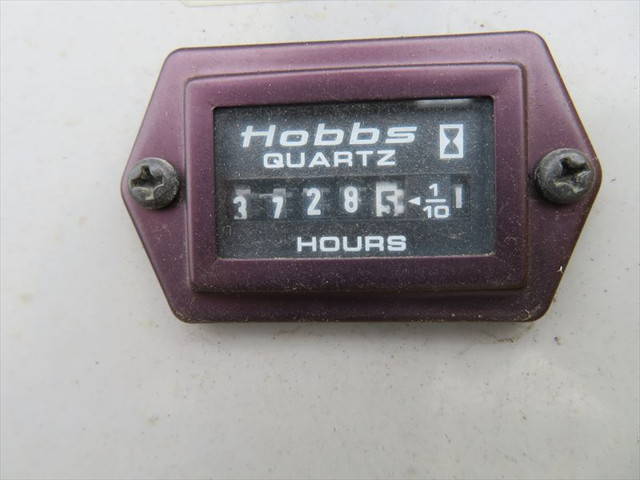 Hobbs
QUARTZ
3 7 2 8 5 ◄ 1/10
HOURS